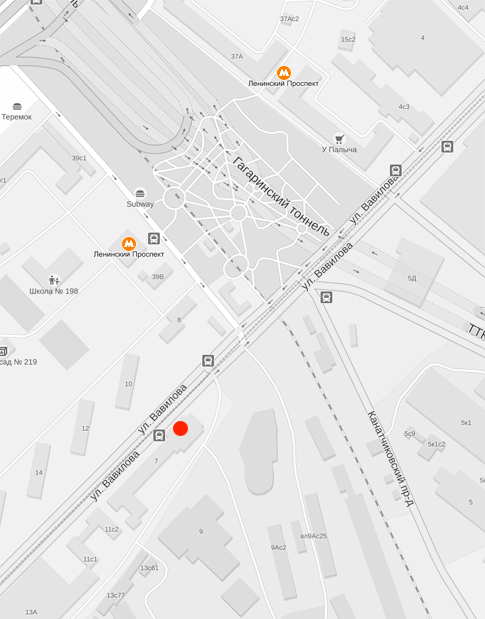 4с4
37Ас2
15с2
4
37А
Ленинский Проспект
4с3
Теремок
У Палыча
39с1
Гагаринский тоннель
Subway
ул. Вавилова
Ленинский Проспект
ул. Вавилова
39В
5Д
Школа № 198
8
ТТК
сад № 219
10
5к1
ул. Вавилова
Канатчиковский пр-д
12
5с9
5к1с2
7
ул. Вавилова
14
5
11с2
9
вл9Ас25
9Ас2
11с1
13с61
13с77
13А